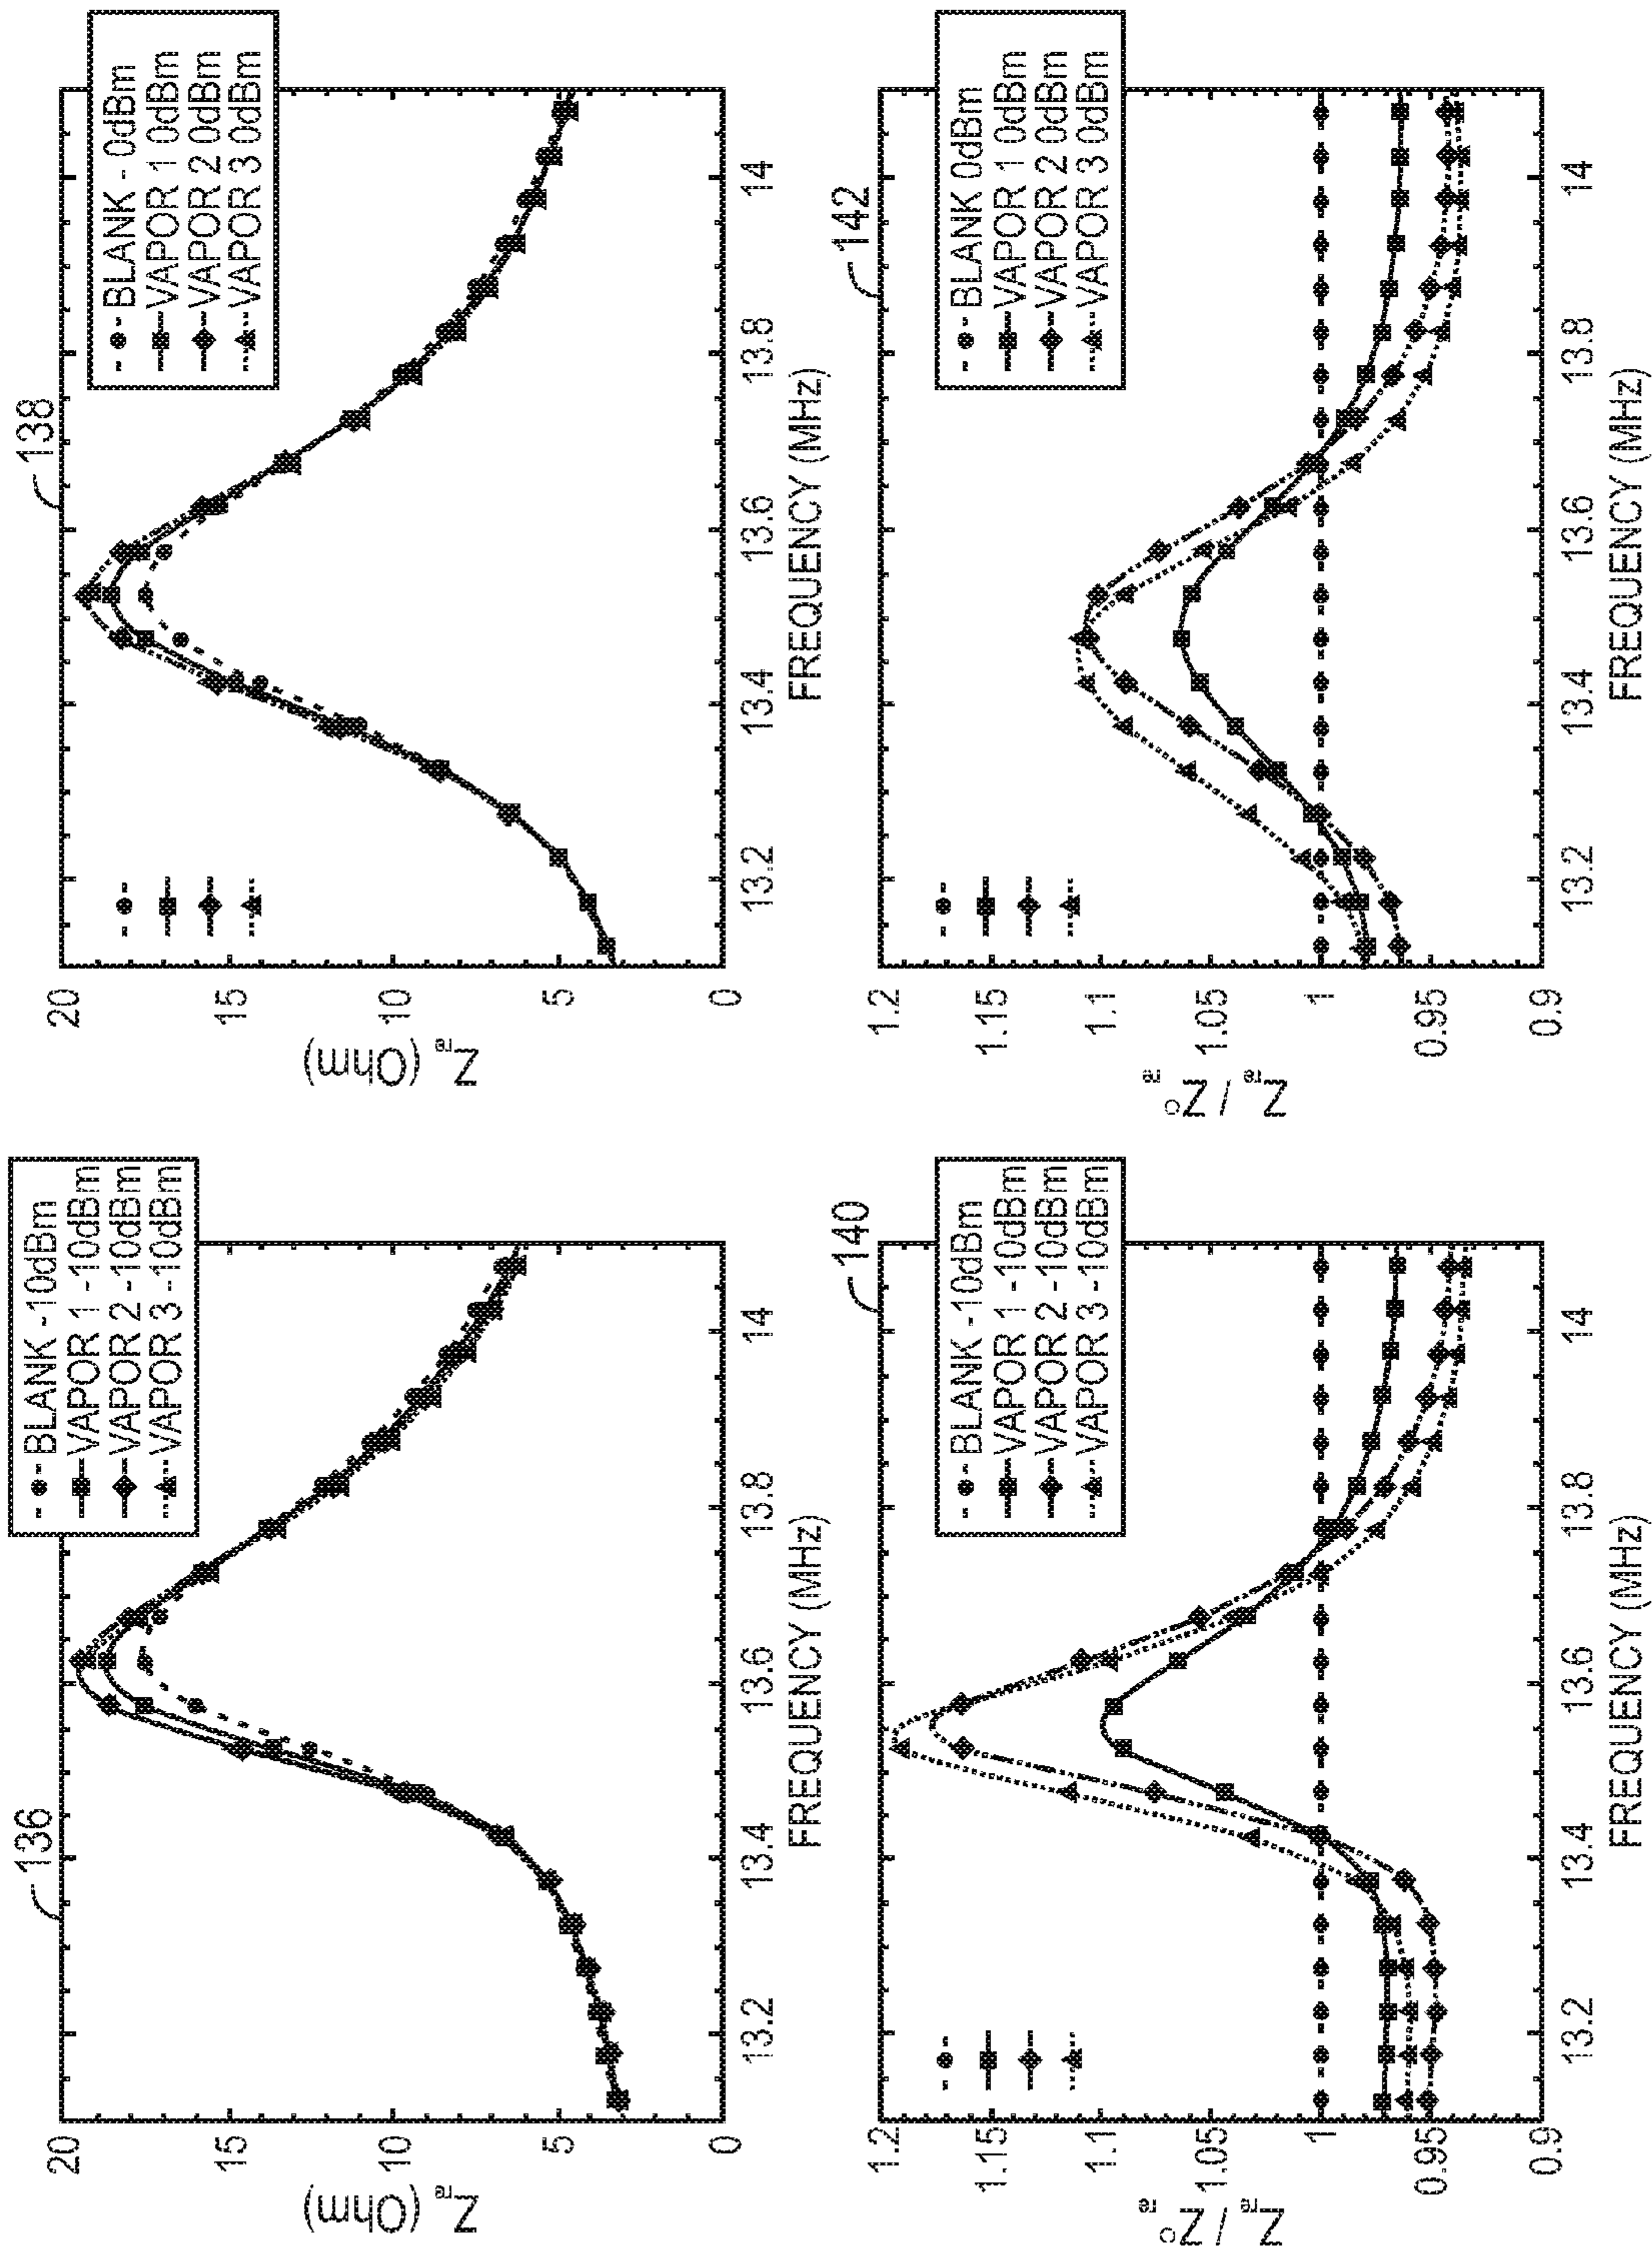 136
BLANK -10dBm
VAPOR 1 -10dBm
VAPOR 2 -10dBm
VAPOR 3 -10dBm
20
15
10
5
0
Zre (Ohm)
13.2
13.4
13.6
13.8
14
FREQUENCY (MHz)
138
BLANK - 0dBm
VAPOR 1 0dBm
VAPOR 2 0dBm
VAPOR 3 0dBm
20
15
10
5
0
Zre (Ohm)
13.2
13.4
13.6
13.8
14
FREQUENCY (MHz)
140
BLANK -10dBm
VAPOR 1 -10dBm
VAPOR 2 -10dBm
VAPOR 3 -10dBm
1.2
1.15
1.1
1.05
1
0.95
0.9
Zre / Z°re
13.2
13.4
13.6
13.8
14
FREQUENCY (MHz)
142
BLANK 0dBm
VAPOR 1 0dBm
VAPOR 2 0dBm
VAPOR 3 0dBm
1.2
1.15
1.1
1.05
1
0.95
0.9
Zre / Z°re
13.2
13.4
13.6
13.8
14
FREQUENCY (MHz)